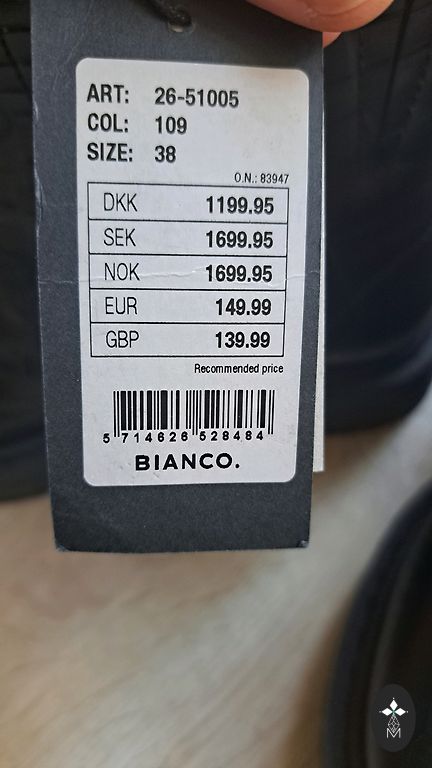 ART: 26-51005
COL: 109
SIZE: 38
O.N.: 83947
DKK 1199.95
SEK 1699.95
NOK 1699.95
EUR 149.99
GBP 139.99
Recommended price
5 714626 528484
BIANCO.
M